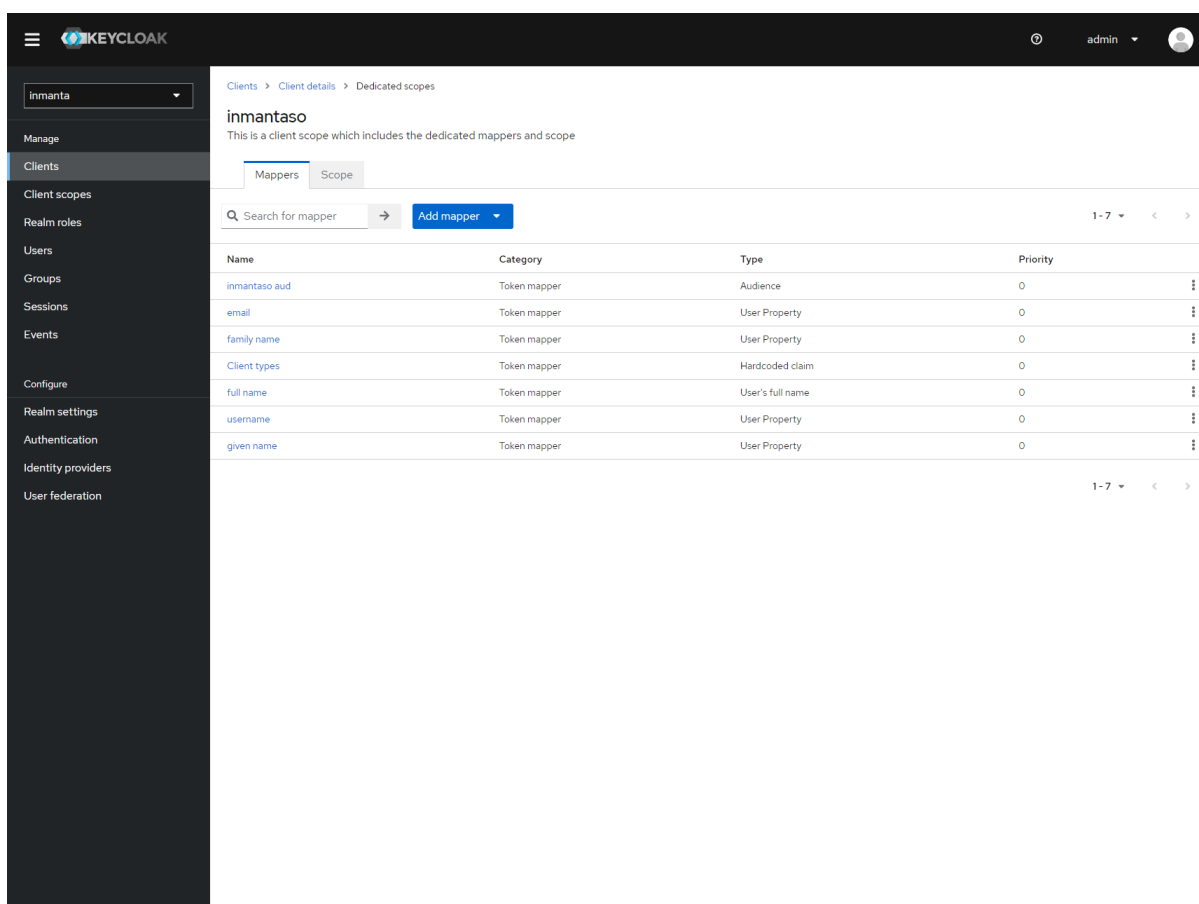 KEYCLOAK
admin
inmanta
Manage
Clients
Client scopes
Realm roles
Users
Groups
Sessions
Events
Configure
Realm settings
Authentication
Identity providers
User federation
Clients > Client details > Dedicated scopes
inmantaso
This is a client scope which includes the dedicated mappers and scope
Mappers Scope
Search for mapper Add mapper 1 - 7
Name Category Type Priority
inmantaso aud Token mapper Audience 0
email Token mapper User Property 0
family name Token mapper User Property 0
Client types Token mapper Hardcoded claim 0
full name Token mapper User's full name 0
username Token mapper User Property 0
given name Token mapper User Property 0
1 - 7